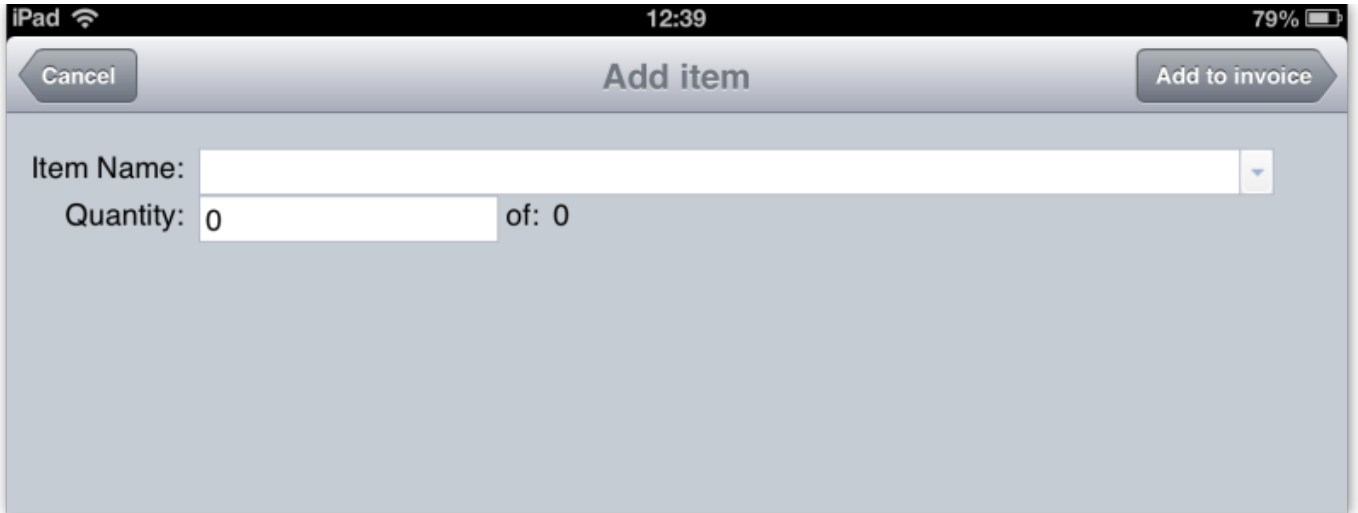 iPad 12:39 79%
Cancel Add item Add to invoice
Item Name:
Quantity: 0 of: 0